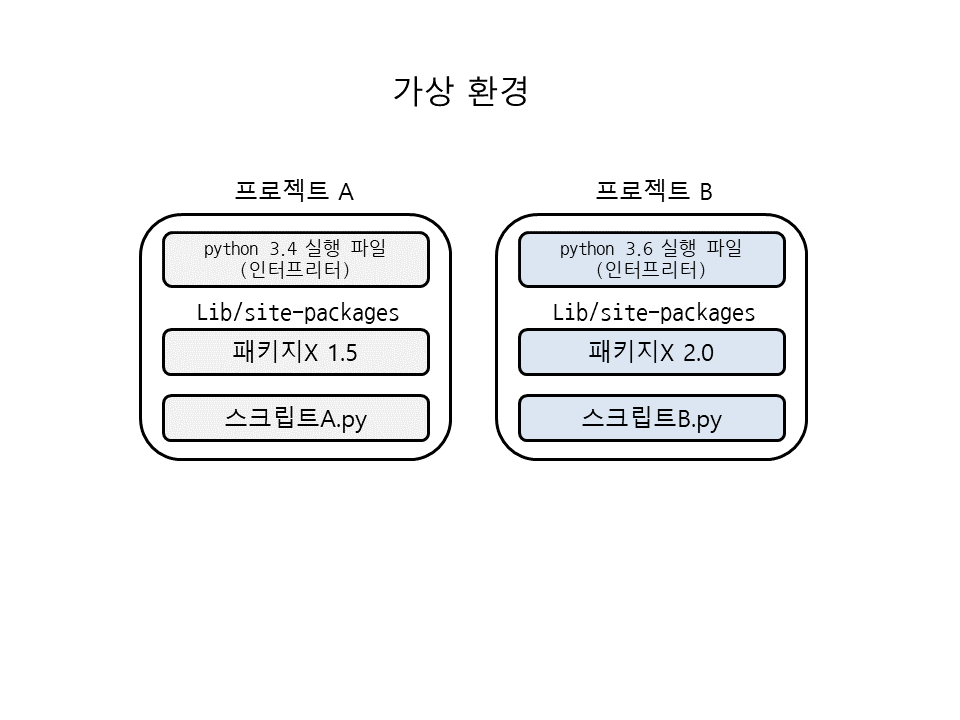 가상 환경
프로젝트 A
python 3.4 실행 파일
(인터프리터)
Lib/site-packages
패키지X 1.5
스크립트A.py
프로젝트 B
python 3.6 실행 파일
(인터프리터)
Lib/site-packages
패키지X 2.0
스크립트B.py